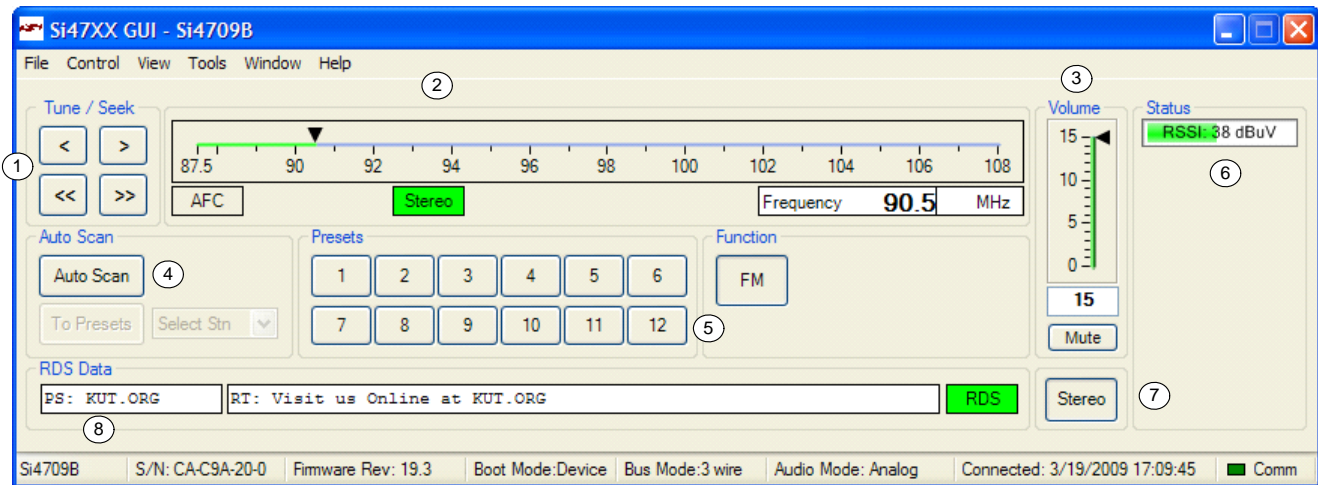 Si47XX GUI - Si4709B
File Control View Tools Window Help
2
3
Tune / Seek
Volume
Status
1
< >
<< >>
87.5 90 92 94 96 98 100 102 104 106 108
AFC
Stereo
Frequency 90.5 MHz
15
10
5
0
15
Mute
RSSI: 38 dBuV
6
Auto Scan
Auto Scan
4
To Presets
Select Stn
Presets
1 2 3 4 5 6
7 8 9 10 11 12
5
Function
FM
RDS Data
PS: KUT.ORG
RT: Visit us Online at KUT.ORG
RDS
Stereo
7
8
Si4709B S/N: CA-C9A-20-0 Firmware Rev: 19.3 Boot Mode:Device Bus Mode:3 wire Audio Mode: Analog Connected: 3/19/2009 17:09:45 Comm